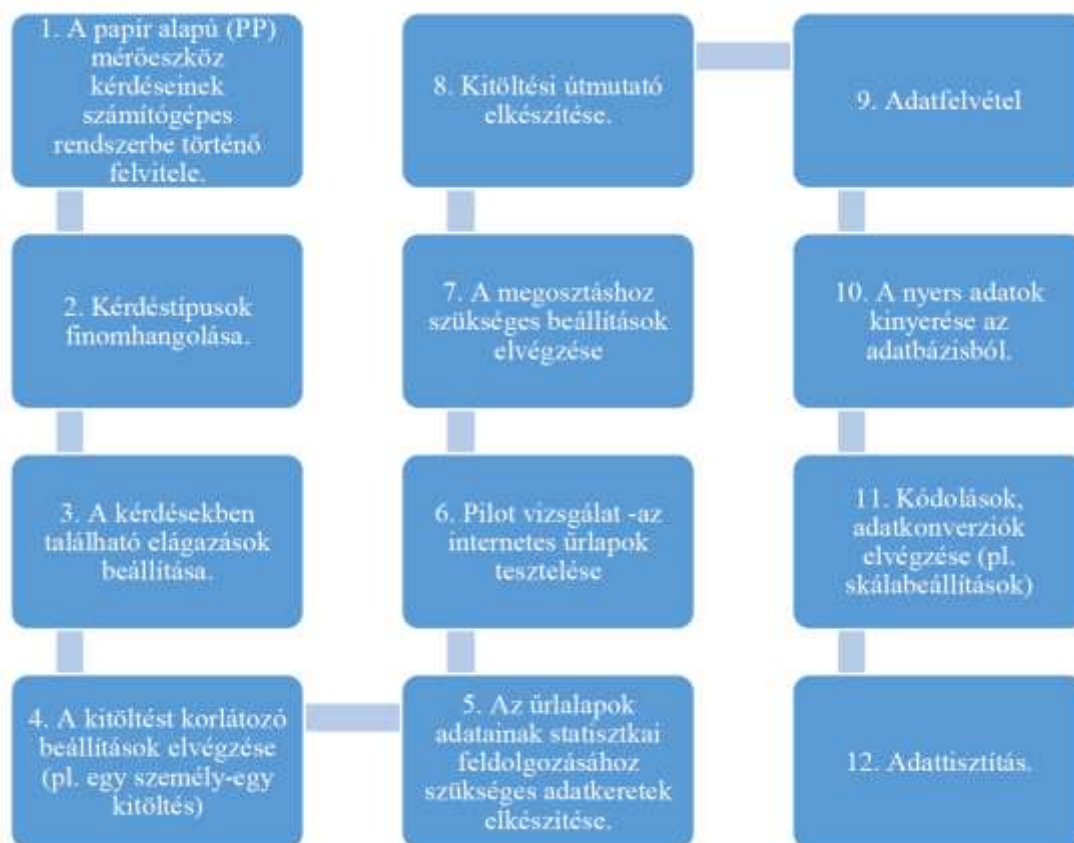 1. A papír alapú (PP)
mérőeszköz
kérdéseinek
számítógépes
rendszerbe történő
felvitele.
2. Kérdéstípusok
finomhangolása.
3. A kérdésekben
található elágazások
beállítása.
4. A kitöltést korlátozó
beállítások elvégzése
(pl. egy személy-egy
kitöltés)
5. Az űrlalapok
adatainak statisztkai
feldolgozásához
szükséges adatkeretek
elkészítése.
6. Pilot vizsgálat -az
internetes űrlapok
tesztelése
7. A megosztáshoz
szükséges beállítások
elvégzése
8. Kitöltési útmutató
elkészítése.
9. Adatfelvétel
10. A nyers adatok
kinyerése az
adatbázisból.
11. Kódolások,
adatkonverziók
elvégzése (pl.
skálabeállítások)
12. Adattisztítás.